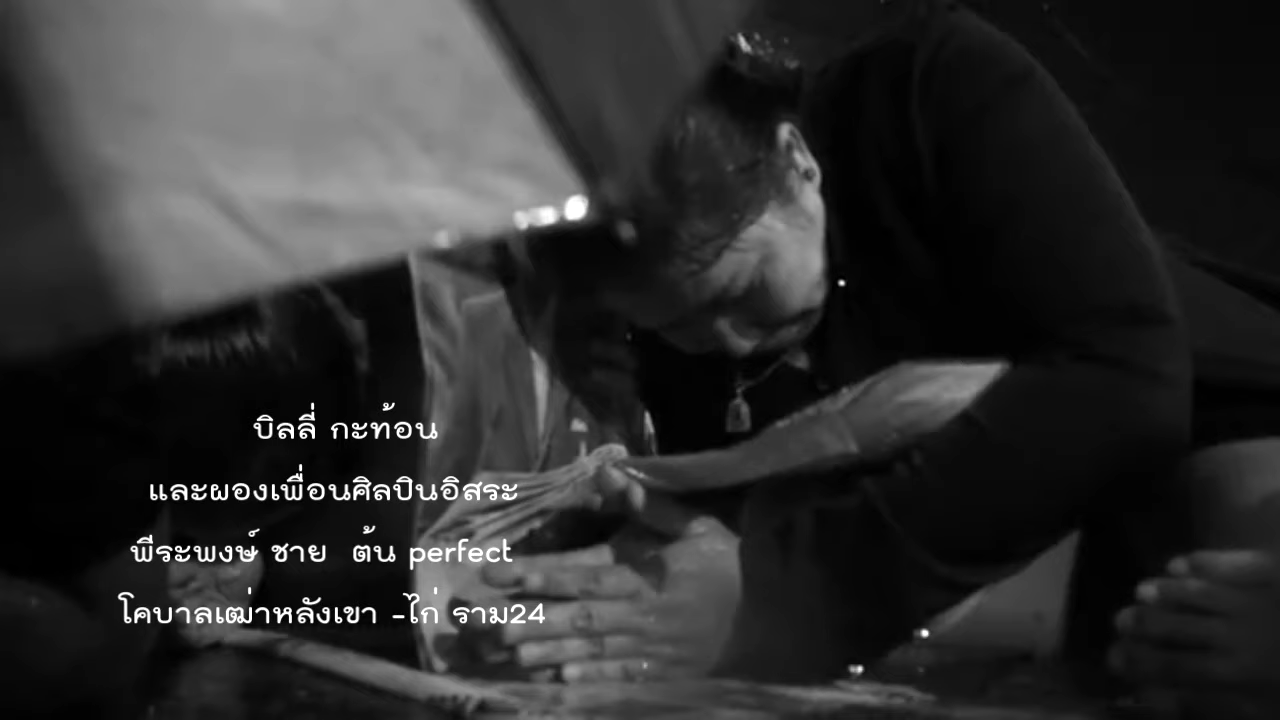 บิลลี่ กะท้อน
และผองเพื่อนศิลปินอิสระ
พีระพงษ์ ชาย ต้น perfect
โคบาลเฒ่าหลังเขา -ไก่ ราม24